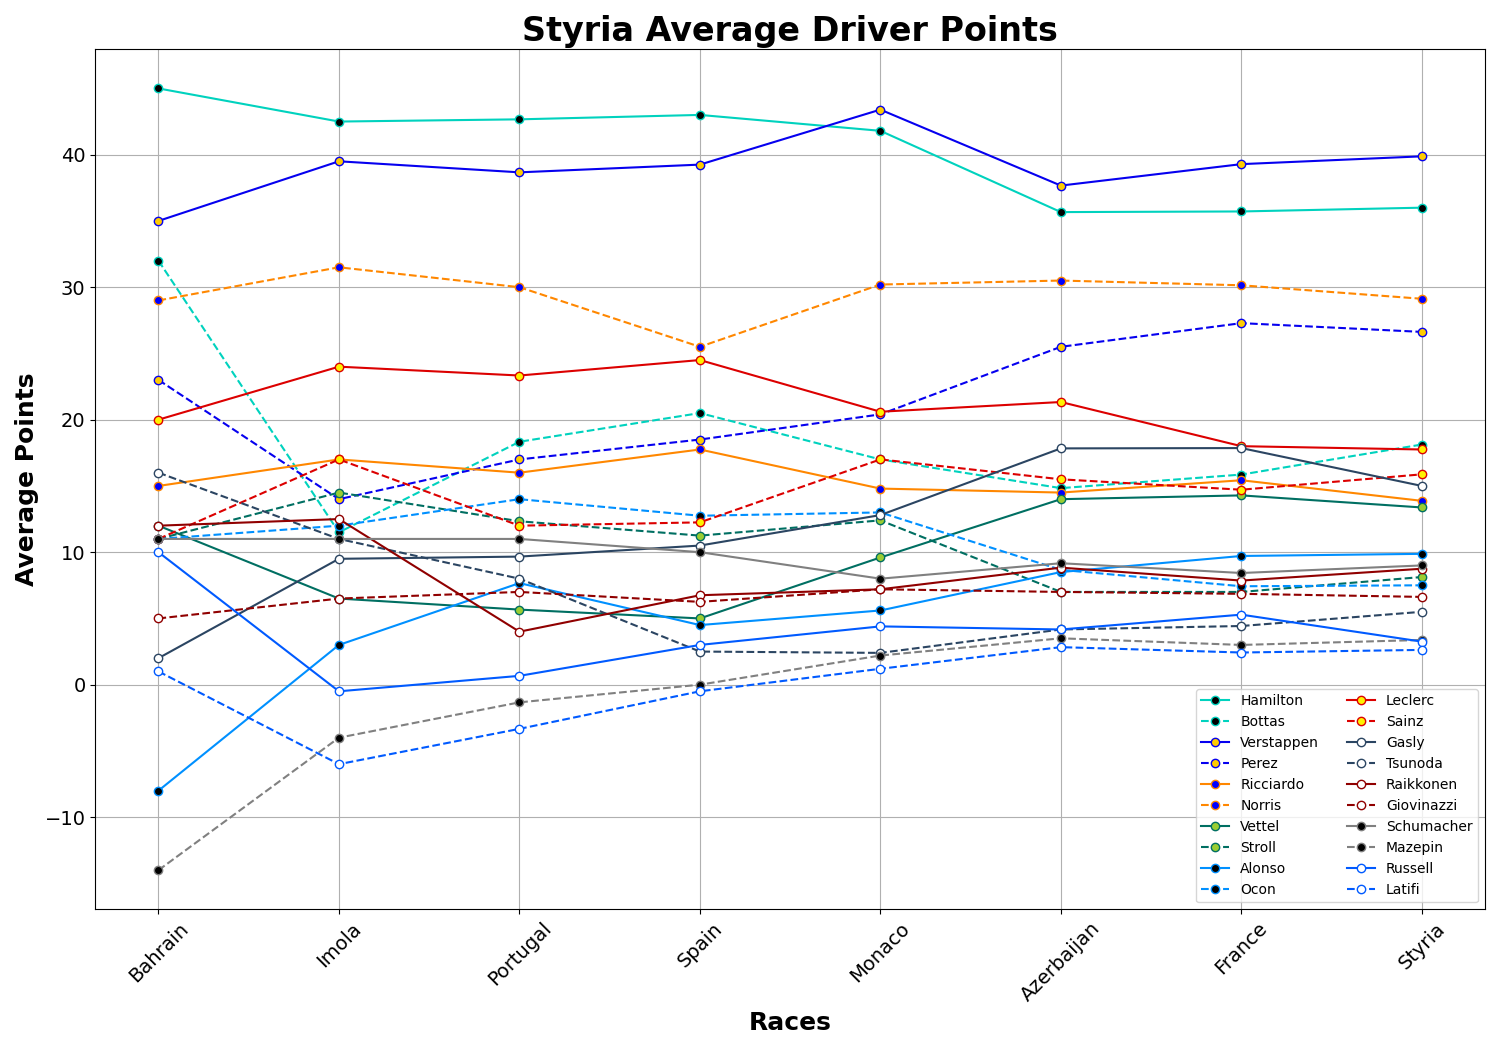 Styria Average Driver Points
Average Points
40
30
20
10
0
−10
Bahrain
Imola
Portugal
Spain
Monaco
Azerbaijan
France
Styria
Races
Hamilton
Bottas
Verstappen
Perez
Ricciardo
Norris
Vettel
Stroll
Alonso
Ocon
Leclerc
Sainz
Gasly
Tsunoda
Raikkonen
Giovinazzi
Schumacher
Mazepin
Russell
Latifi